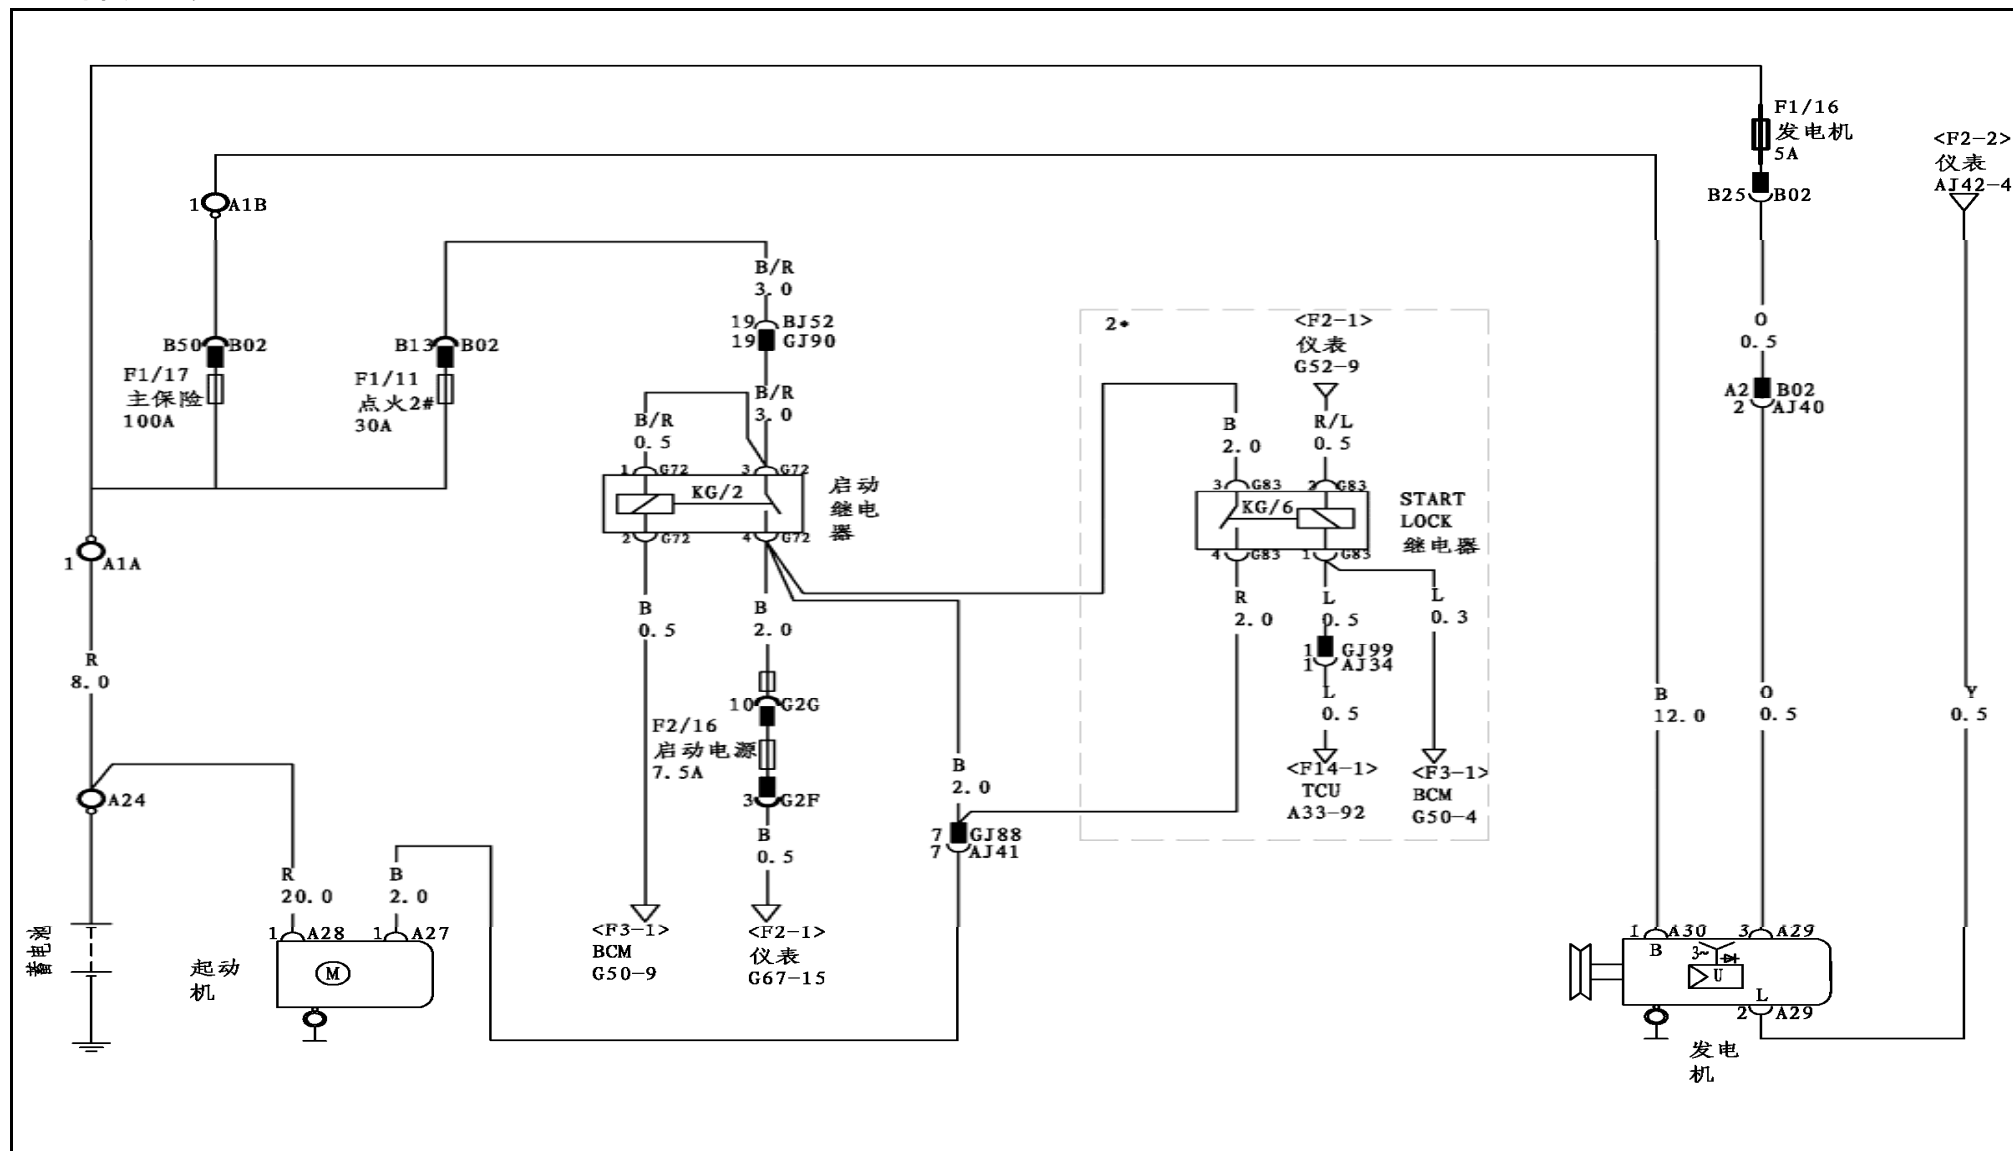 F1/16
发电机
5A
B25 B02
<F2-2>
仪表
AJ42-4
1 A1B
B/R
3.0
19 BJ52
19 GJ90
B50 B02
F1/17
主保险
100A
B13 B02
F1/11
点火2#
30A
B/R
3.0
B/R
0.5
1 G72
3 G72
KG/2
2 G72
4 G72
启动
继电
器
2*
<F2-1>
仪表
G52-9
B
2.0
R/L
0.5
3 G83
2 G83
KG/6
4 G83
1 G83
START
LOCK
继电器
O
0.5
A2 B02
2 AJ40
1 A1A
R
8.0
A24
B
0.5
B
2.0
10 G2G
F2/16
启动电源
7.5A
3 G2F
B
0.5
B
2.0
7 GJ88
7 AJ41
R
2.0
L
0.5
L
0.3
1 GJ99
1 AJ34
L
0.5
<F14-1>
TCU
A33-92
<F3-1>
BCM
G50-4
B
12.0
O
0.5
Y
0.5
蓄电池
R
20.0
B
2.0
1 A28
1 A27
起动
机
M
<F3-1>
BCM
G50-9
<F2-1>
仪表
G67-15
1 A30
3 A29
B
3~
U
L
2 A29
发电
机